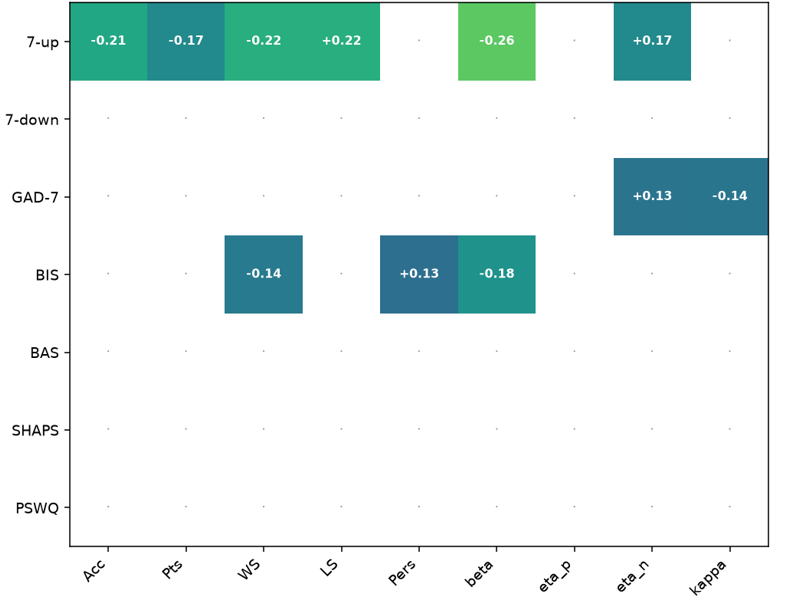 7-up -0.21 -0.17 -0.22 +0.22 -0.26 +0.17
7-down
GAD-7 +0.13 -0.14
BIS -0.14 +0.13 -0.18
BAS
SHAPS
PSWQ
Acc Pts WS LS Pers beta eta_p eta_n kappa